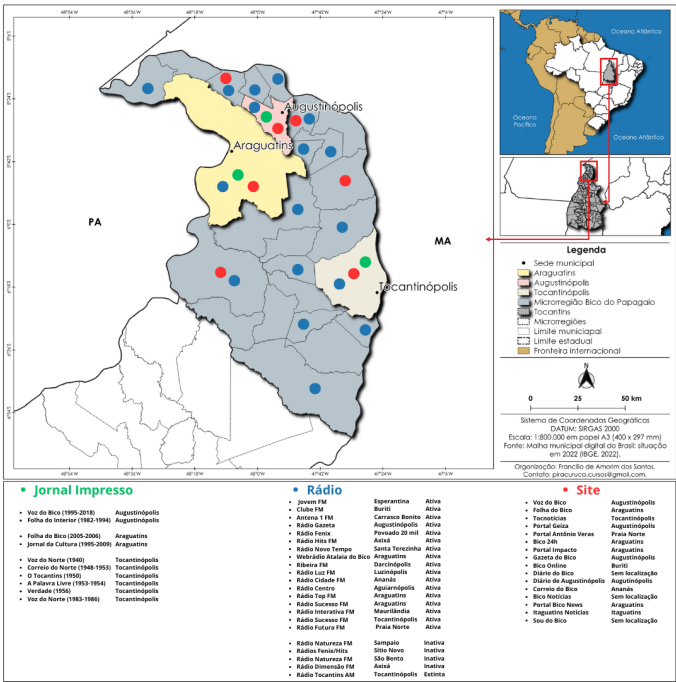 48°54'W 48°36'W 48°0'W 47°42'W 47°24'W 47°6'W
Oceano Atlântico
Oceano Pacífico
Oceano Atlântico
Augustinópolis
Araguatins
PA
MA
Tocantinópolis
Legenda
Sede municipal
Araguatins
Augustinópolis
Tocantinópolis
Microrregião Bico do Papagaio
Tocantins
Microrregiões
Limite municiapal
Limite estadual
Fronteira internacional
N
0 25 50 km
Sistema de Coordenadas Geográficos
DATUM: SIRGAS 2000
Escala: 1:800.000 em papel A3 (400 x 297 mm)
Fonte: Malha municipal digital do Brasil: situação
em 2022 (IBGE, 2022).
Organização: Francílio de Amorim dos Santos.
Contato: piracuruca.cursos@gmail.com.
48°54'W 48°36'W 48°0'W 47°42'W 47°24'W 47°6'W
• Jornal Impresso
• Voz do Bico (1995-2018) Augustinópolis
• Folha do Interior (1982-1994) Augustinópolis
• Folha do Bico (2005-2006) Araguatins
• Jornal da Cultura (1995-2009) Araguatins
• Voz do Norte (1940) Tocantinópolis
• Correio do Norte (1948-1953) Tocantinópolis
• O Tocantins (1950) Tocantinópolis
• A Palavra Livre (1953-1954) Tocantinópolis
• Verdade (1956) Tocantinópolis
• Voz do Norte (1983-1986) Tocantinópolis
• Rádio
• Jovem FM Esperantina Ativa
• Clube FM Buriti Ativa
• Antena 1 FM Carrasco Bonito Ativa
• Rádio Gazeta Augustinópolis Ativa
• Rádio Fenix Povoado 20 mil Ativa
• Rádio Hits FM Axixá Ativa
• Rádio Novo Tempo Santa Terezinha Ativa
• Webrádio Atalaia do Bico Araguatins Ativa
• Ribeira FM Darcinópolis Ativa
• Rádio Luz FM Luzinópolis Ativa
• Rádio Cidade FM Ananás Ativa
• Rádio Centro Aguiarnópolis Ativa
• Rádio Top FM Araguatins Ativa
• Rádio Sucesso FM Araguatins Ativa
• Rádio Interativa FM Maurilândia Ativa
• Rádio Sucesso FM Tocantinópolis Ativa
• Rádio Futura FM Praia Norte Ativa
• Rádio Natureza FM Sampaio Inativa
• Rádios Fenix/Hits Sítio Novo Inativa
• Rádio Natureza FM São Bento Inativa
• Rádio Dimensão FM Axixá Inativa
• Rádio Tocantins AM Tocantinópolis Extinta
• Site
• Voz do Bico Augustinópolis
• Folha do Bico Araguatins
• Tocnotícias Tocantinópolis
• Portal Geiza Augustinópolis
• Portal Antônio Veras Praia Norte
• Bico 24h Araguatins
• Portal Impacto Araguatins
• Gazeta do Bico Augustinópolis
• Bico Online Buriti
• Diário do Bico Sem localização
• Diário de Augustinópolis Augustinópolis
• Correio do Bico Ananás
• Bico Notícias Sem localização
• Portal Bico News Araguatins
• Itaguatins Notícias Itaguatins
• Sou do Bico Sem localização